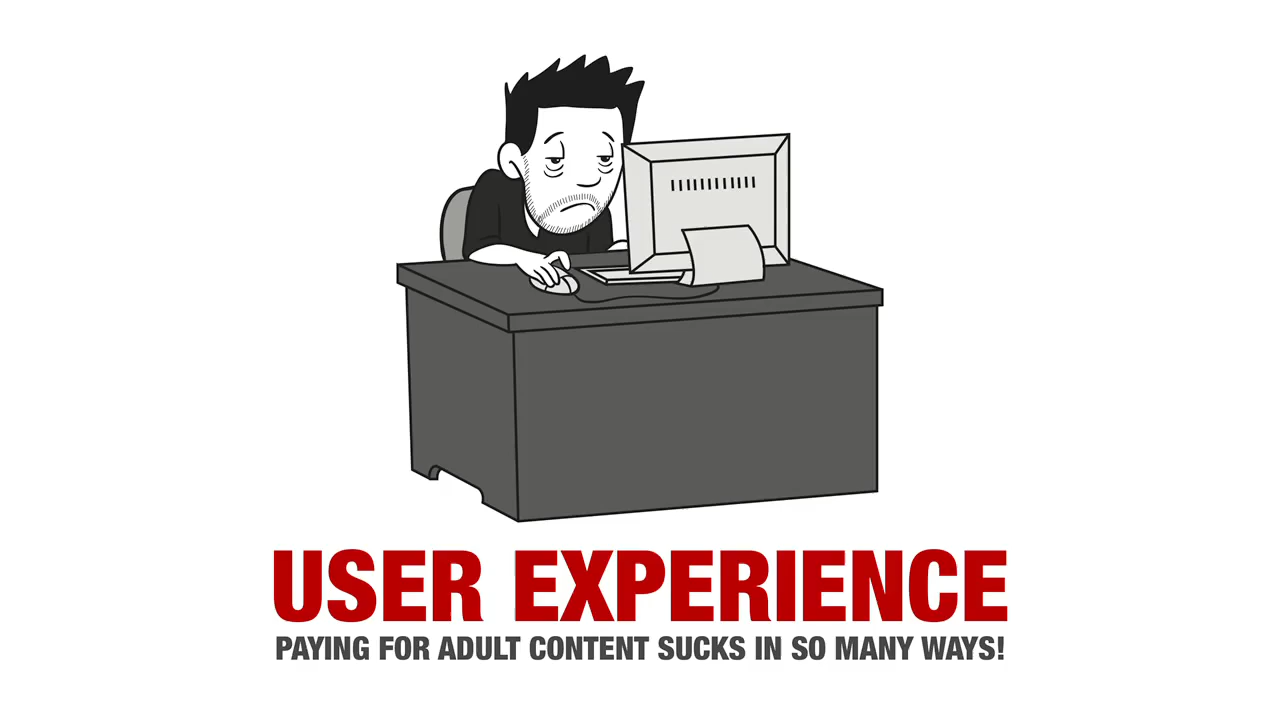 USER EXPERIENCE
PAYING FOR ADULT CONTENT SUCKS IN SO MANY WAYS!